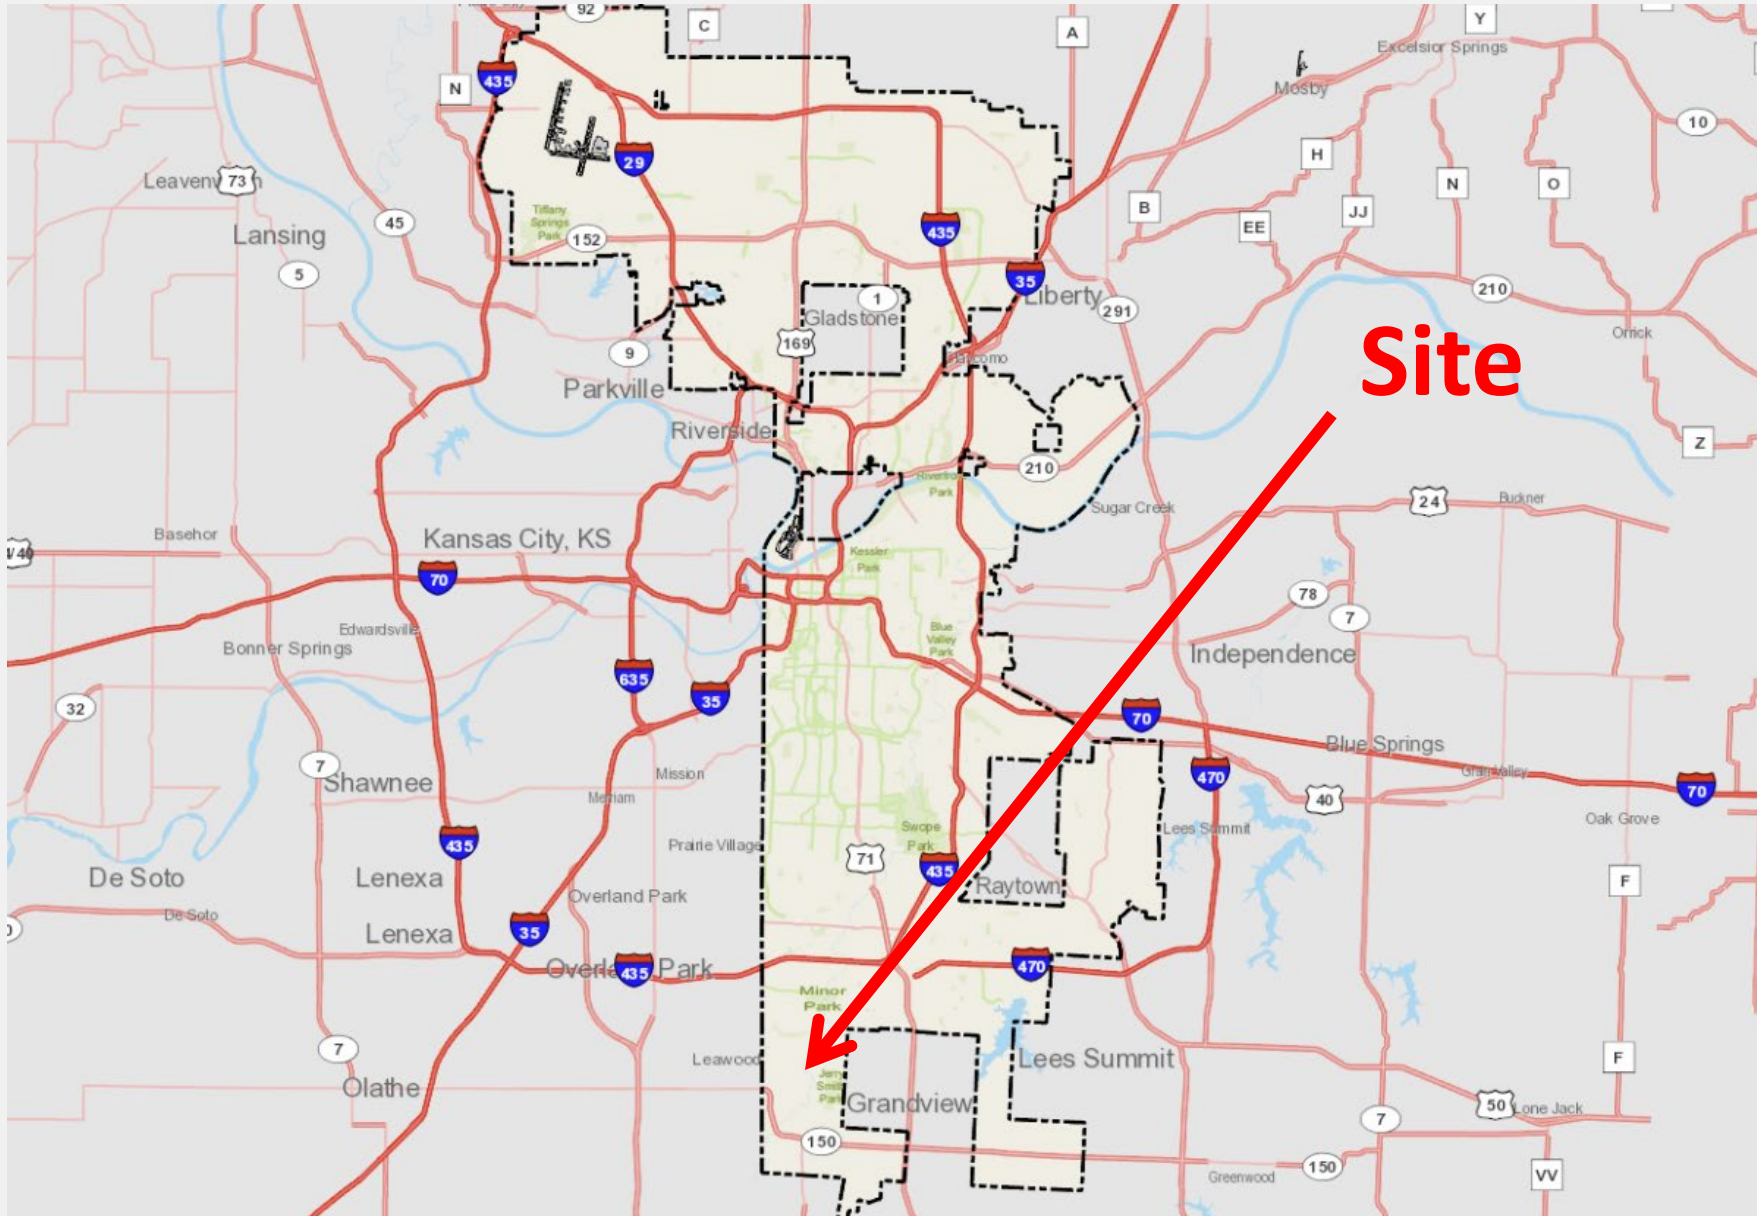 92
C
A
Y
Excelsior Springs
435
N
Mosby
10
29
H
73
N
O
Lansing
45
B
JJ
EE
Tiffany
Springs
Park
152
435
5
35
Liberty
1
291
210
Gladstone
169
9
Orrick
Site
Parkville
Riverside
Z
210
Park
24
Buckner
Sugar Creek
Basehor
Kansas City, KS
Kessler
Park
70
78
7
Edwardsville
Bonner Springs
Blue
Valley
Park
Independence
635
35
32
70
Blue Springs
7
Shawnee
Mission
Merriam
470
Grain Valley
40
70
Oak Grove
Lees Summit
Swope
Park
Prairie Village
435
71
435
De Soto
Lenexa
Raytown
F
Overland Park
De Soto
35
Lenexa
Overland Park
435
470
Minor
Park
7
Leawood
Lees Summit
F
Olathe
Jerry
Smith
Park
Grandview
50
Lone Jack
7
150
150
Greenwood
VV